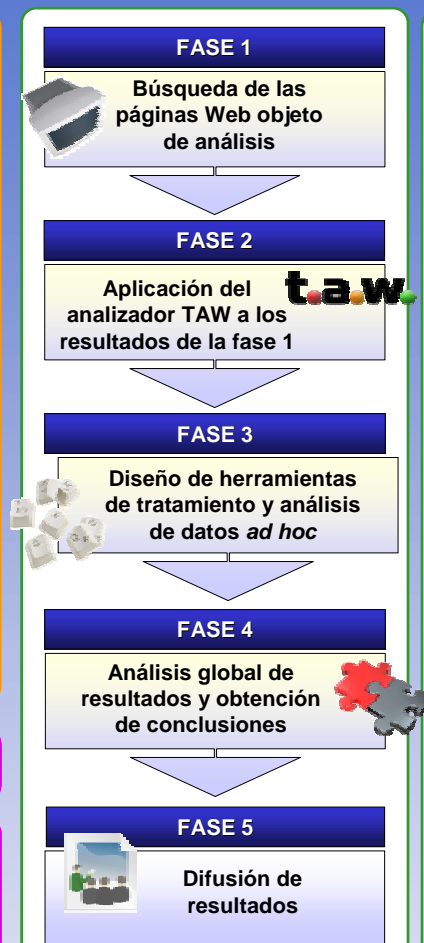 FASE 1
Búsqueda de las
páginas Web objeto
de análisis
FASE 2
Aplicación del
analizador TAW a los
resultados de la fase 1
t.a.w.
FASE 3
Diseño de herramientas
de tratamiento y análisis
de datos ad hoc
FASE 4
Análisis global de
resultados y obtención
de conclusiones
FASE 5
Difusión de
resultados